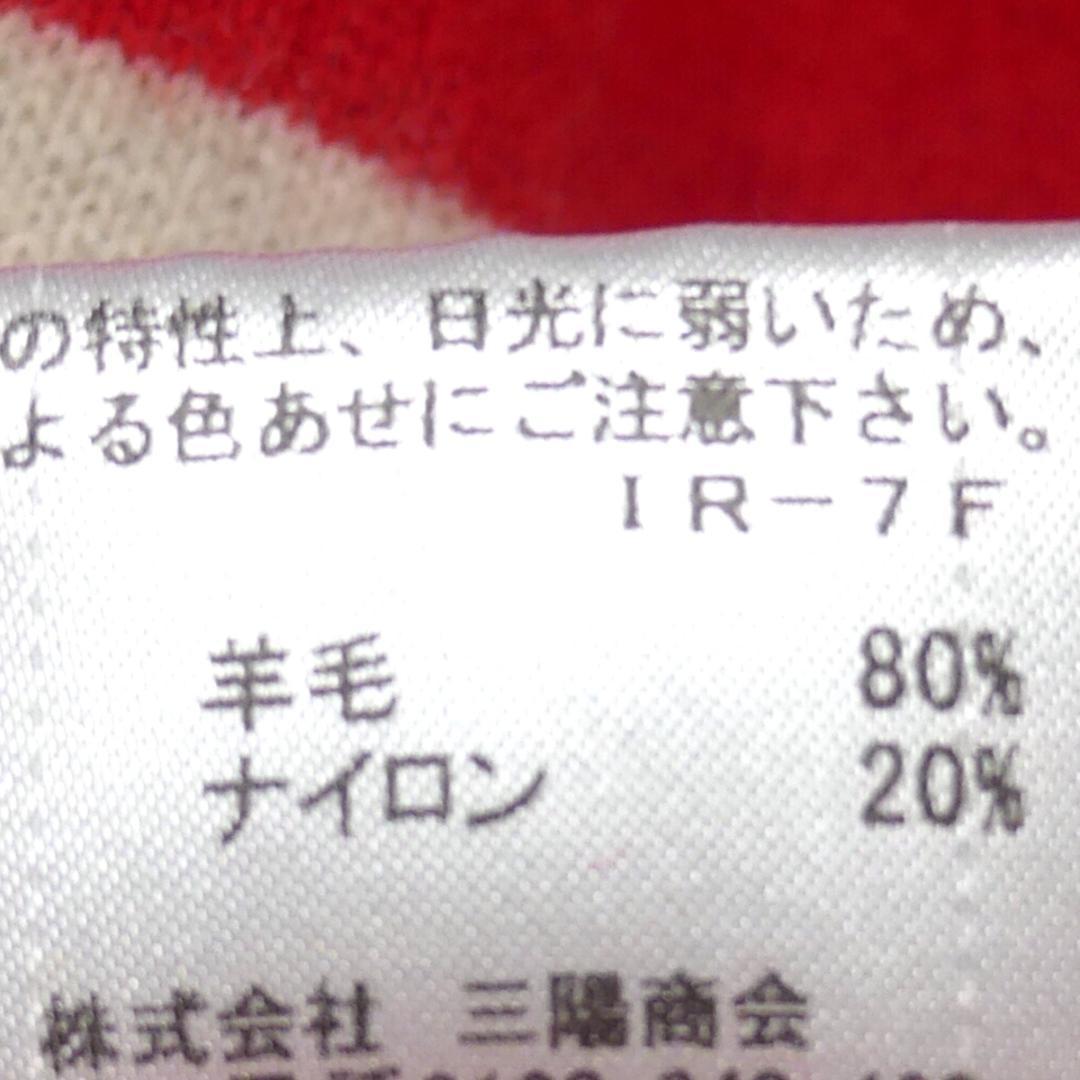 の特性上、日光に弱いため、
よる色あせにご注意下さい。
IR－7F
羊毛 80%
ナイロン 20%
株式会社 三陽商会